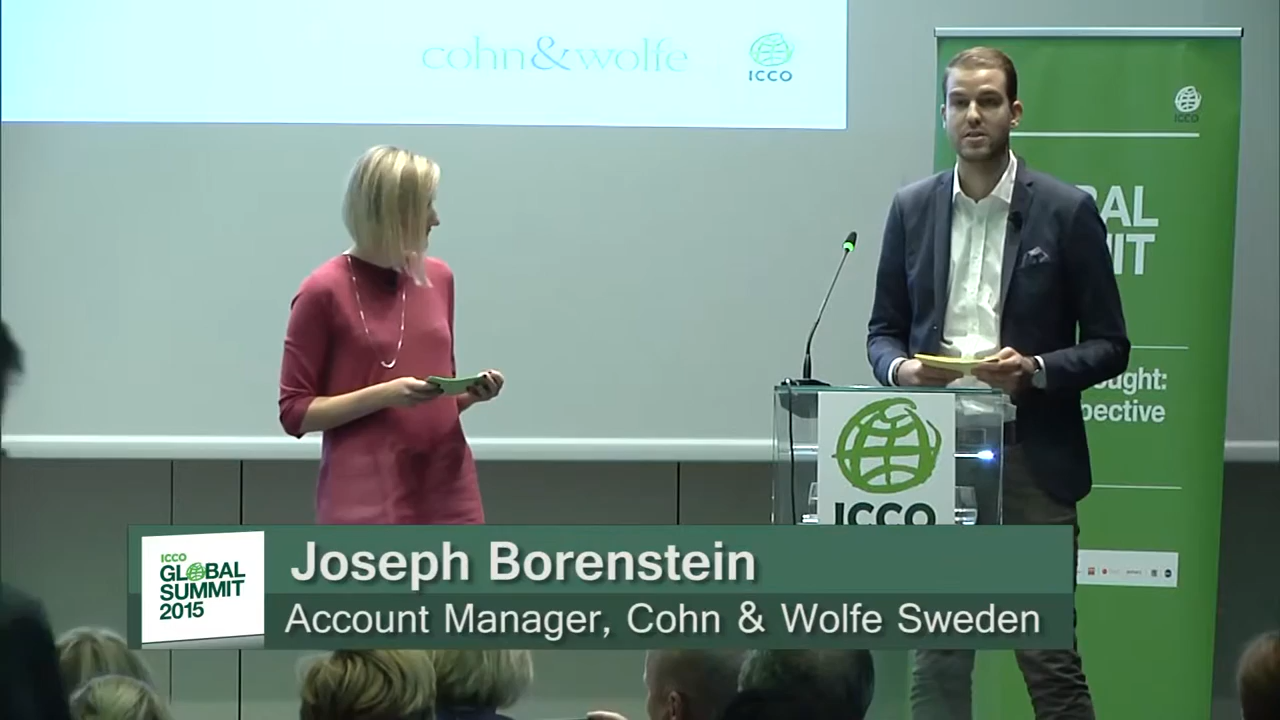 cohn&wolfe
ICCO
ICCO
BAL
IT
ought:
pective
ICCO
ICCO
GLOBAL
SUMMIT
2015
Joseph Borenstein
Account Manager, Cohn & Wolfe Sweden